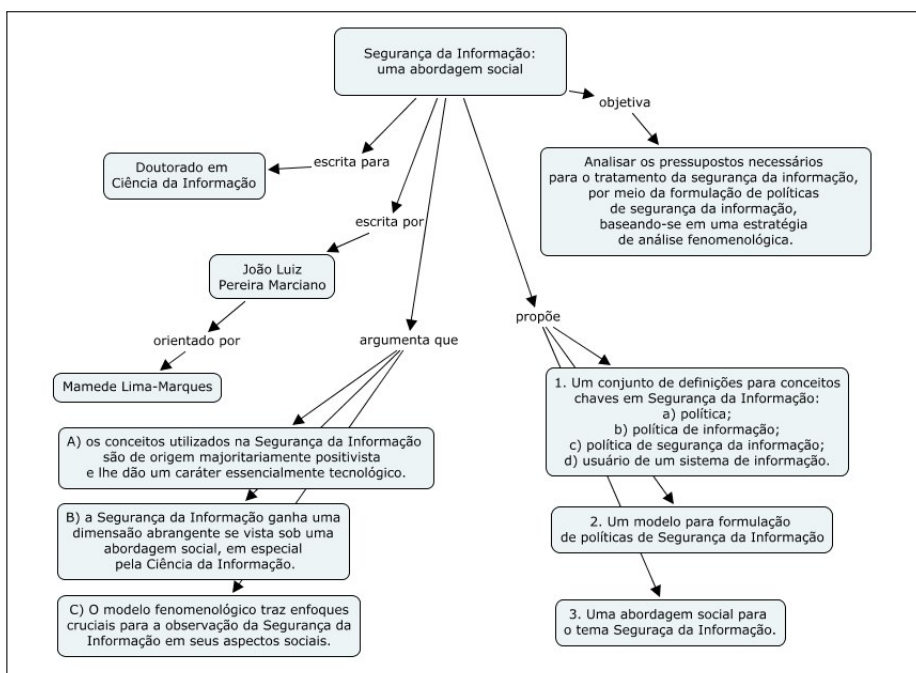 Segurança da Informação:
uma abordagem social
objetiva
escrita para
Doutorado em
Ciência da Informação
Analisar os pressupostos necessários
para o tratamento da segurança da informação,
por meio da formulação de políticas
de segurança da informação,
baseando-se em uma estratégia
de análise fenomenológica.
escrita por
João Luiz
Pereira Marciano
orientado por
Mamede Lima-Marques
argumenta que
A) os conceitos utilizados na Segurança da Informação
são de origem majoritariamente positivista
e lhe dão um caráter essencialmente tecnológico.
B) a Segurança da Informação ganha uma
dimensaão abrangente se vista sob uma
abordagem social, em especial
pela Ciência da Informação.
C) O modelo fenomenológico traz enfoques
cruciais para a observação da Segurança da
Informação em seus aspectos sociais.
propõe
1. Um conjunto de definições para conceitos
chaves em Segurança da Informação:
a) política;
b) política de informação;
c) política de segurança da informação;
d) usuário de um sistema de informação.
2. Um modelo para formulação
de políticas de Segurança da Informação
3. Uma abordagem social para
o tema Seguraça da Informação.